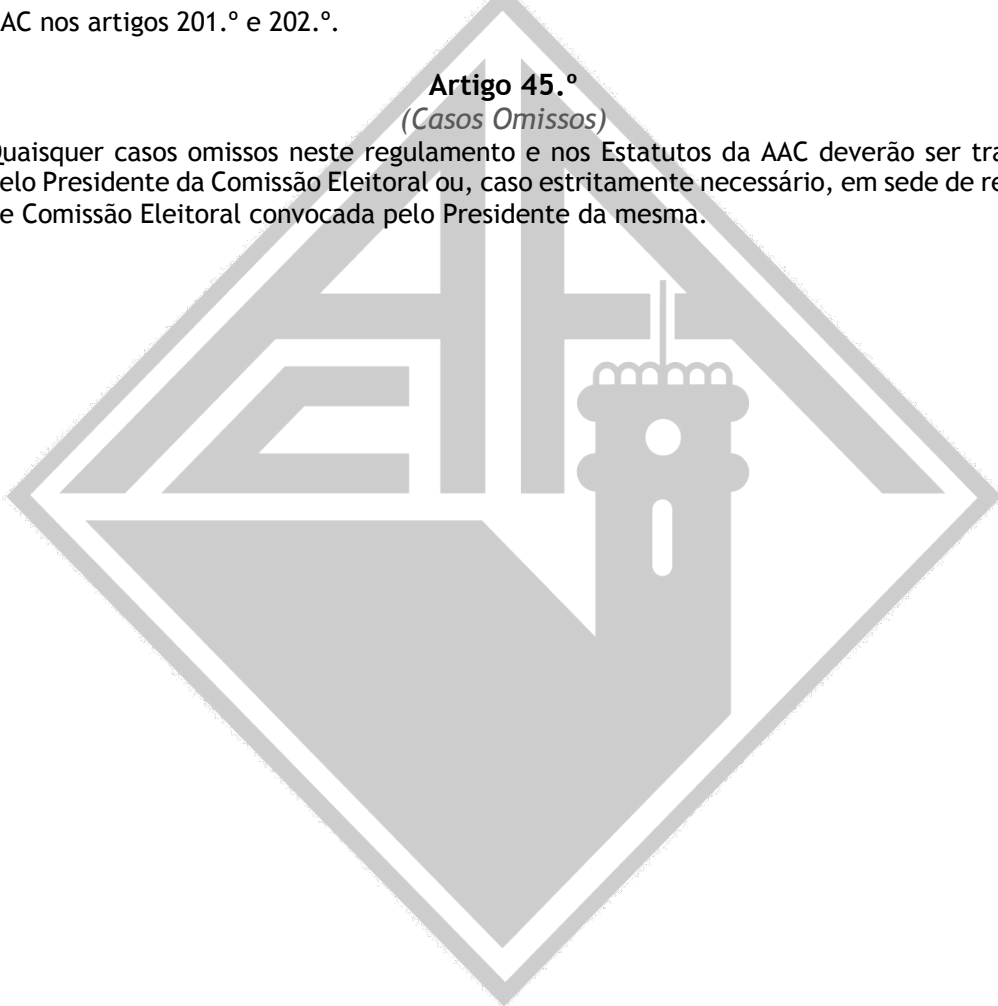 AC nos artigos 201.º e 202.º.
Artigo 45.º
(Casos Omissos)
Quaisquer casos omissos neste regulamento e nos Estatutos da AAC deverão ser tra
elo Presidente da Comissão Eleitoral ou, caso estritamente necessário, em sede de re
e Comissão Eleitoral convocada pelo Presidente da mesma.